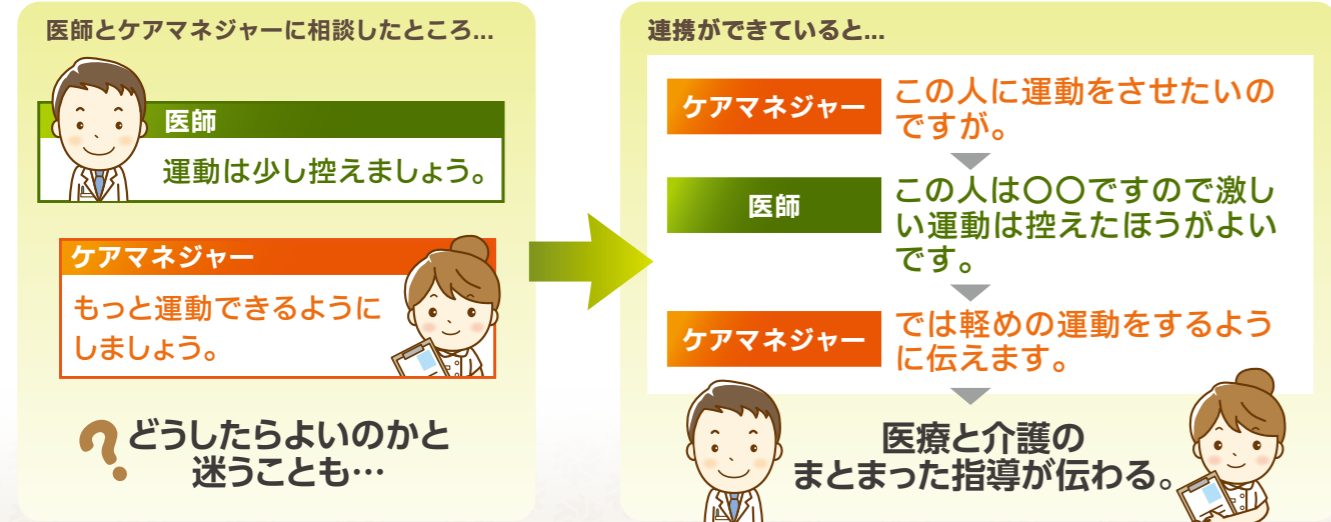 医師とケアマネジャーに相談したところ...
医師
運動は少し控えましょう。
ケアマネジャー
もっと運動できるように
しましょう。
?
どうしたらよいのかと
迷うことも…
連携ができていると...
ケアマネジャー
この人に運動をさせたいの
ですが。
医師
この人は〇〇ですので激し
い運動は控えたほうがよい
です。
ケアマネジャー
では軽めの運動をするよう
に伝えます。
医療と介護の
まとまった指導が伝わる。